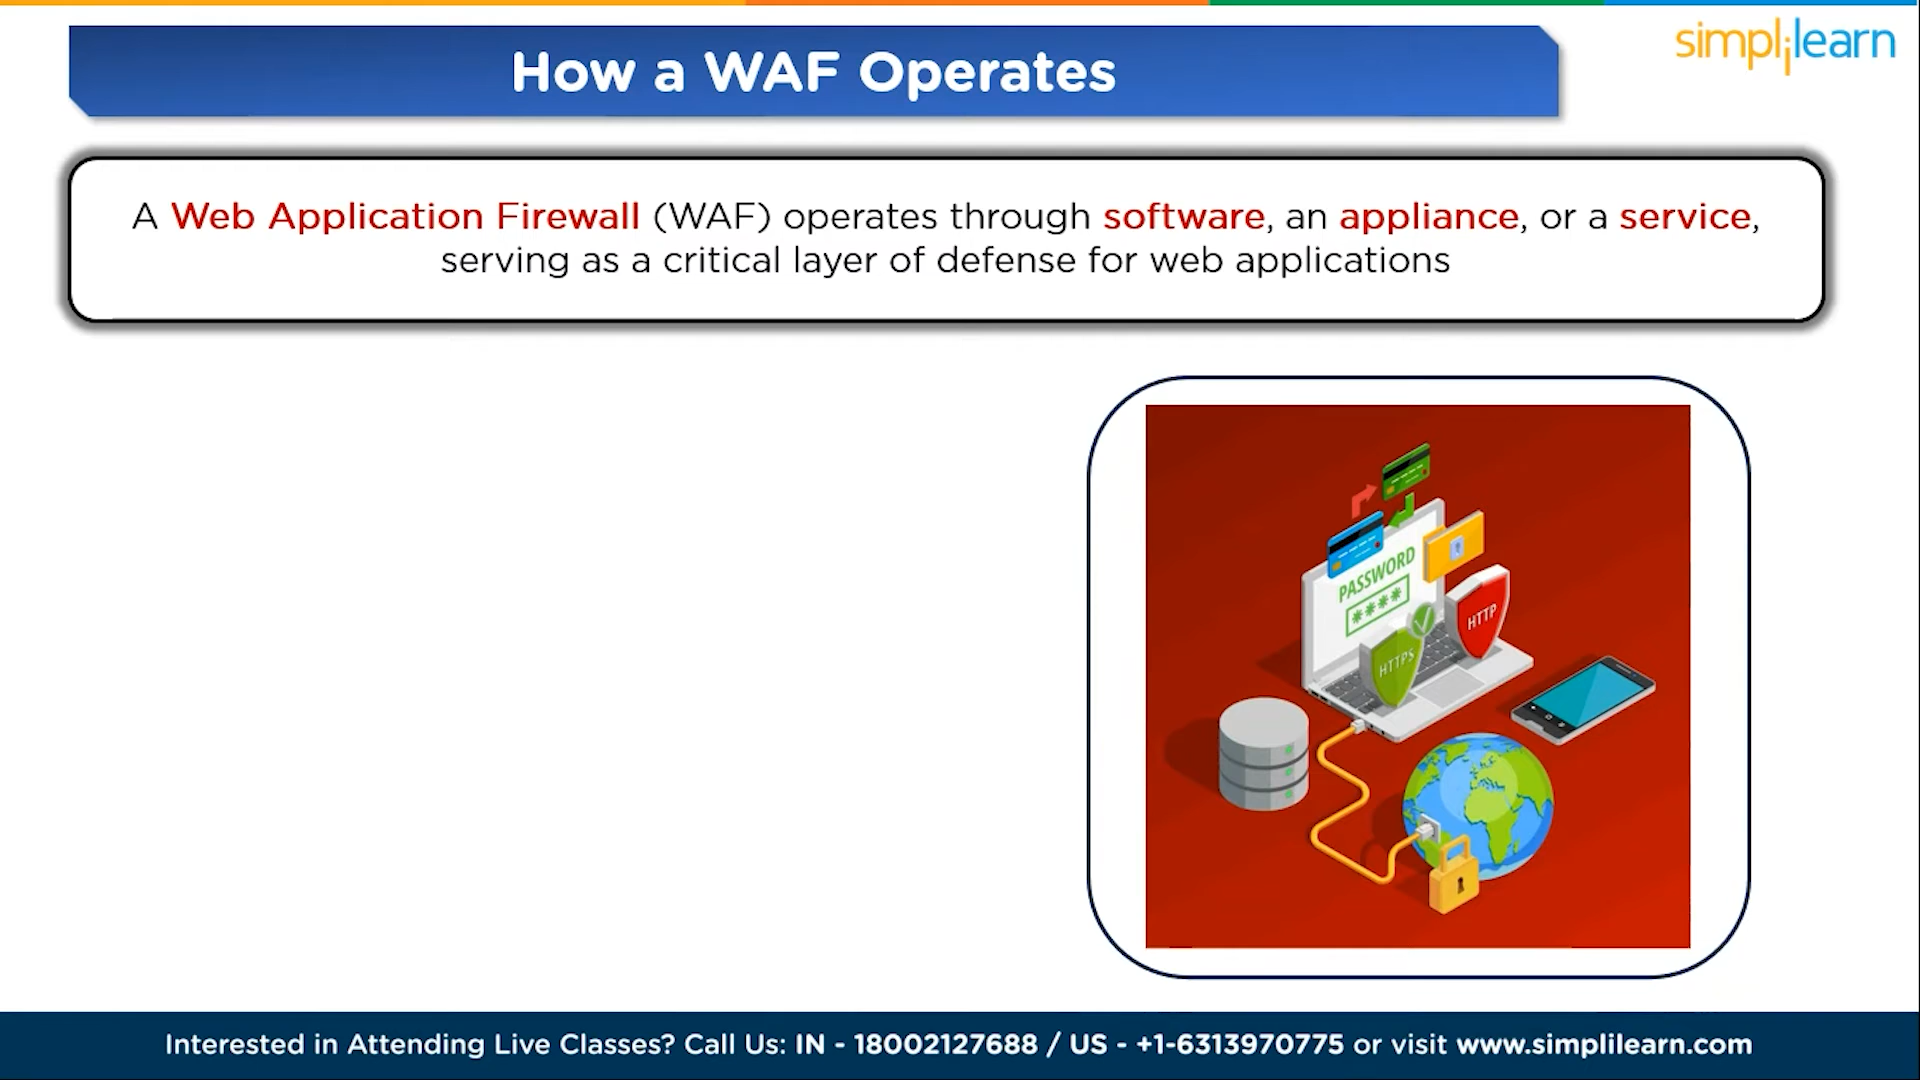 How a WAF Operates
simplilearn
A Web Application Firewall (WAF) operates through software, an appliance, or a service,
serving as a critical layer of defense for web applications
PASSWORD
****
HTTPS
HTTP
Interested in Attending Live Classes? Call Us: IN - 18002127688 / US - +1-6313970775 or visit www.simplilearn.com